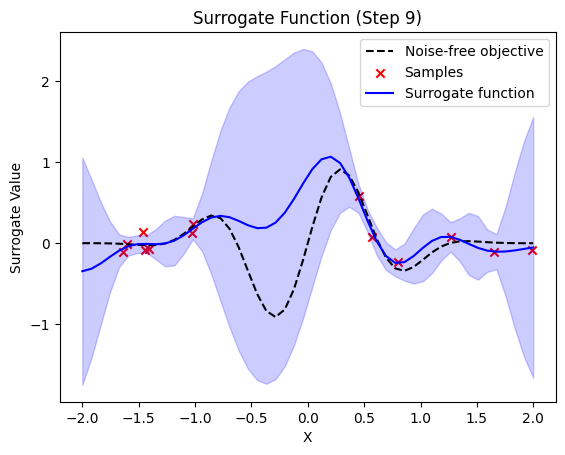 Surrogate Function (Step 9)
Noise-free objective
Samples
Surrogate function
Surrogate Value
2
1
0
−1
−2.0 −1.5 −1.0 −0.5 0.0 0.5 1.0 1.5 2.0
X